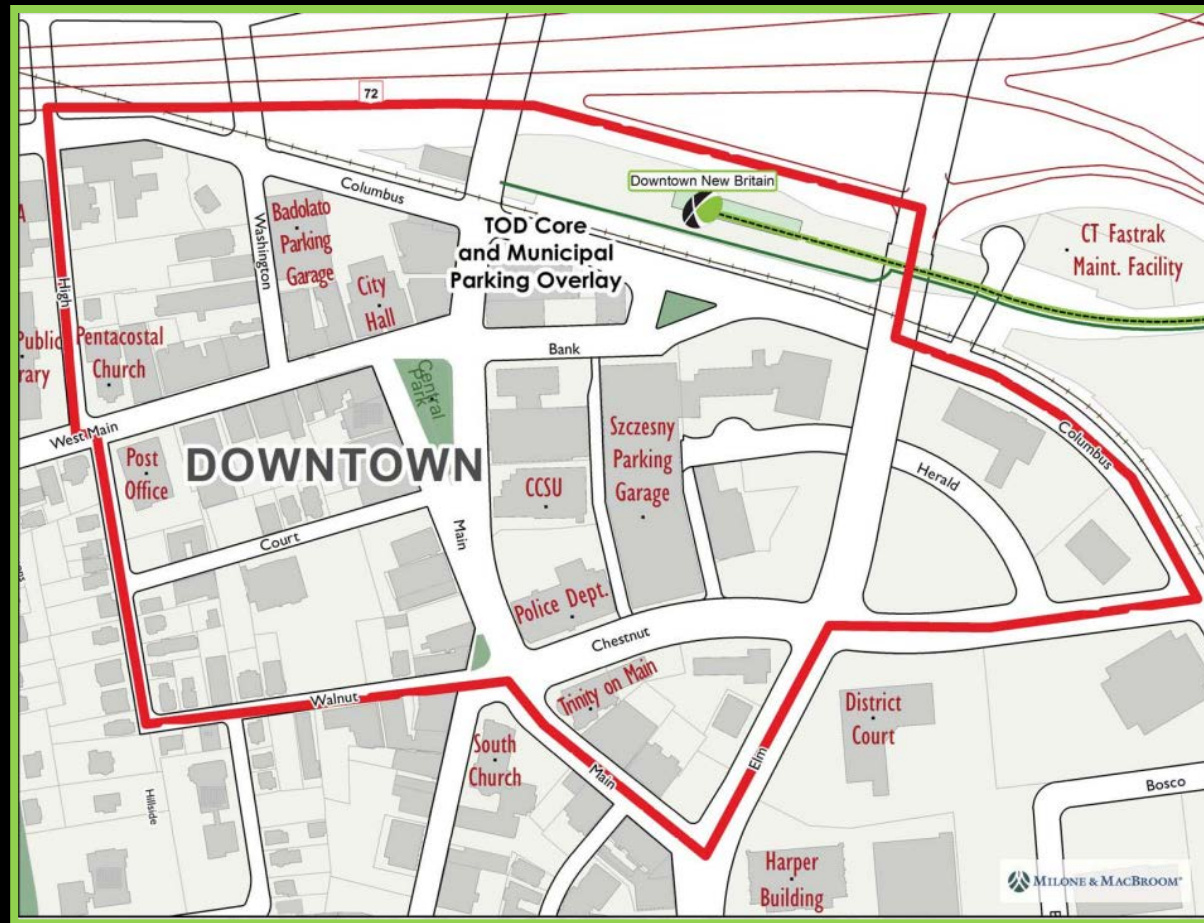 72
Downtown New Britain
Columbus
TOD Core
and Municipal
Parking Overlay
CT Fastrak
Maint. Facility
Badolato
Parking
Garage
Washington
City
Hall
High
A
Public
rary
Pentacostal
Church
Bank
Central
Park
West Main
Post
Office
DOWNTOWN
Szczesny
Parking
Garage
Columbus
Herald
CCSU
Court
Main
Police Dept.
Chestnut
Walnut
Trinity on Main
District
Court
South
Church
Main
Elm
Bosco
Hillside
Harper
Building
MILONE & MACBROOM®